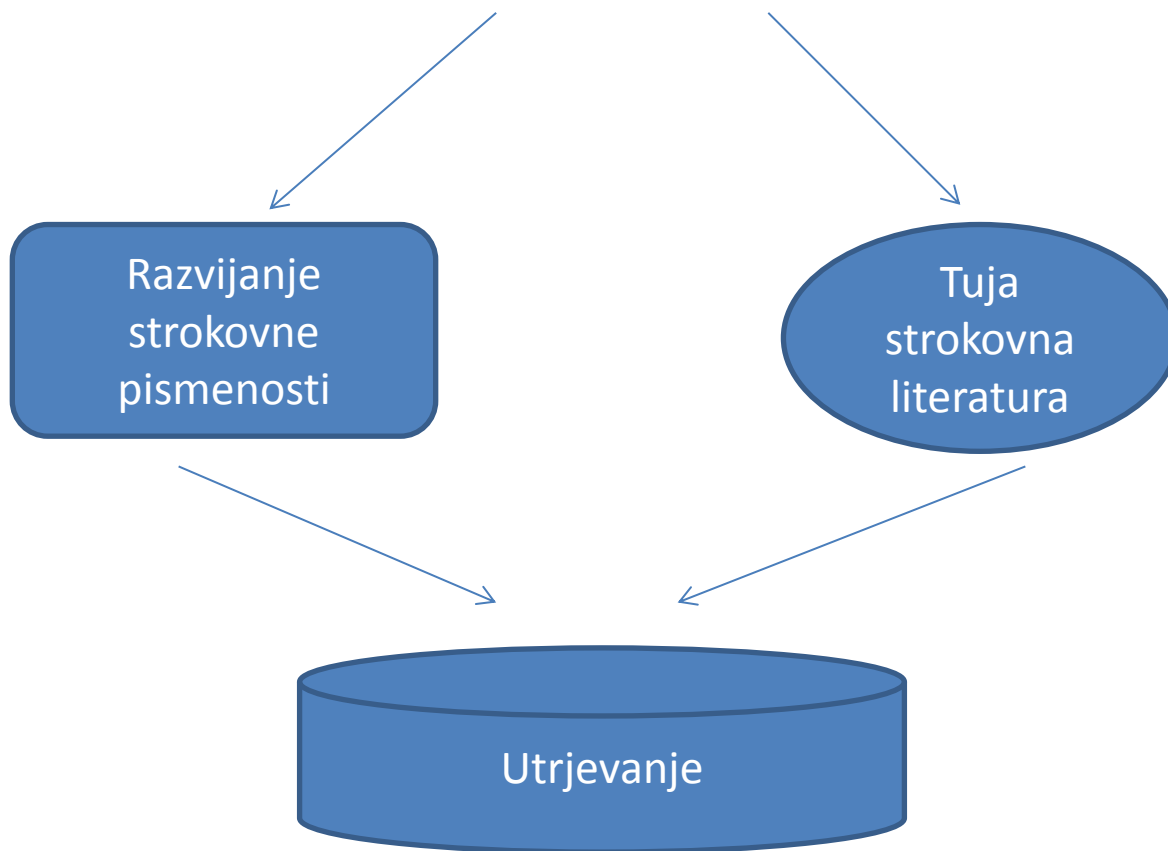 Razvijanje
strokovne
pismenosti
Tuja
strokovna
literatura
Utrjevanje